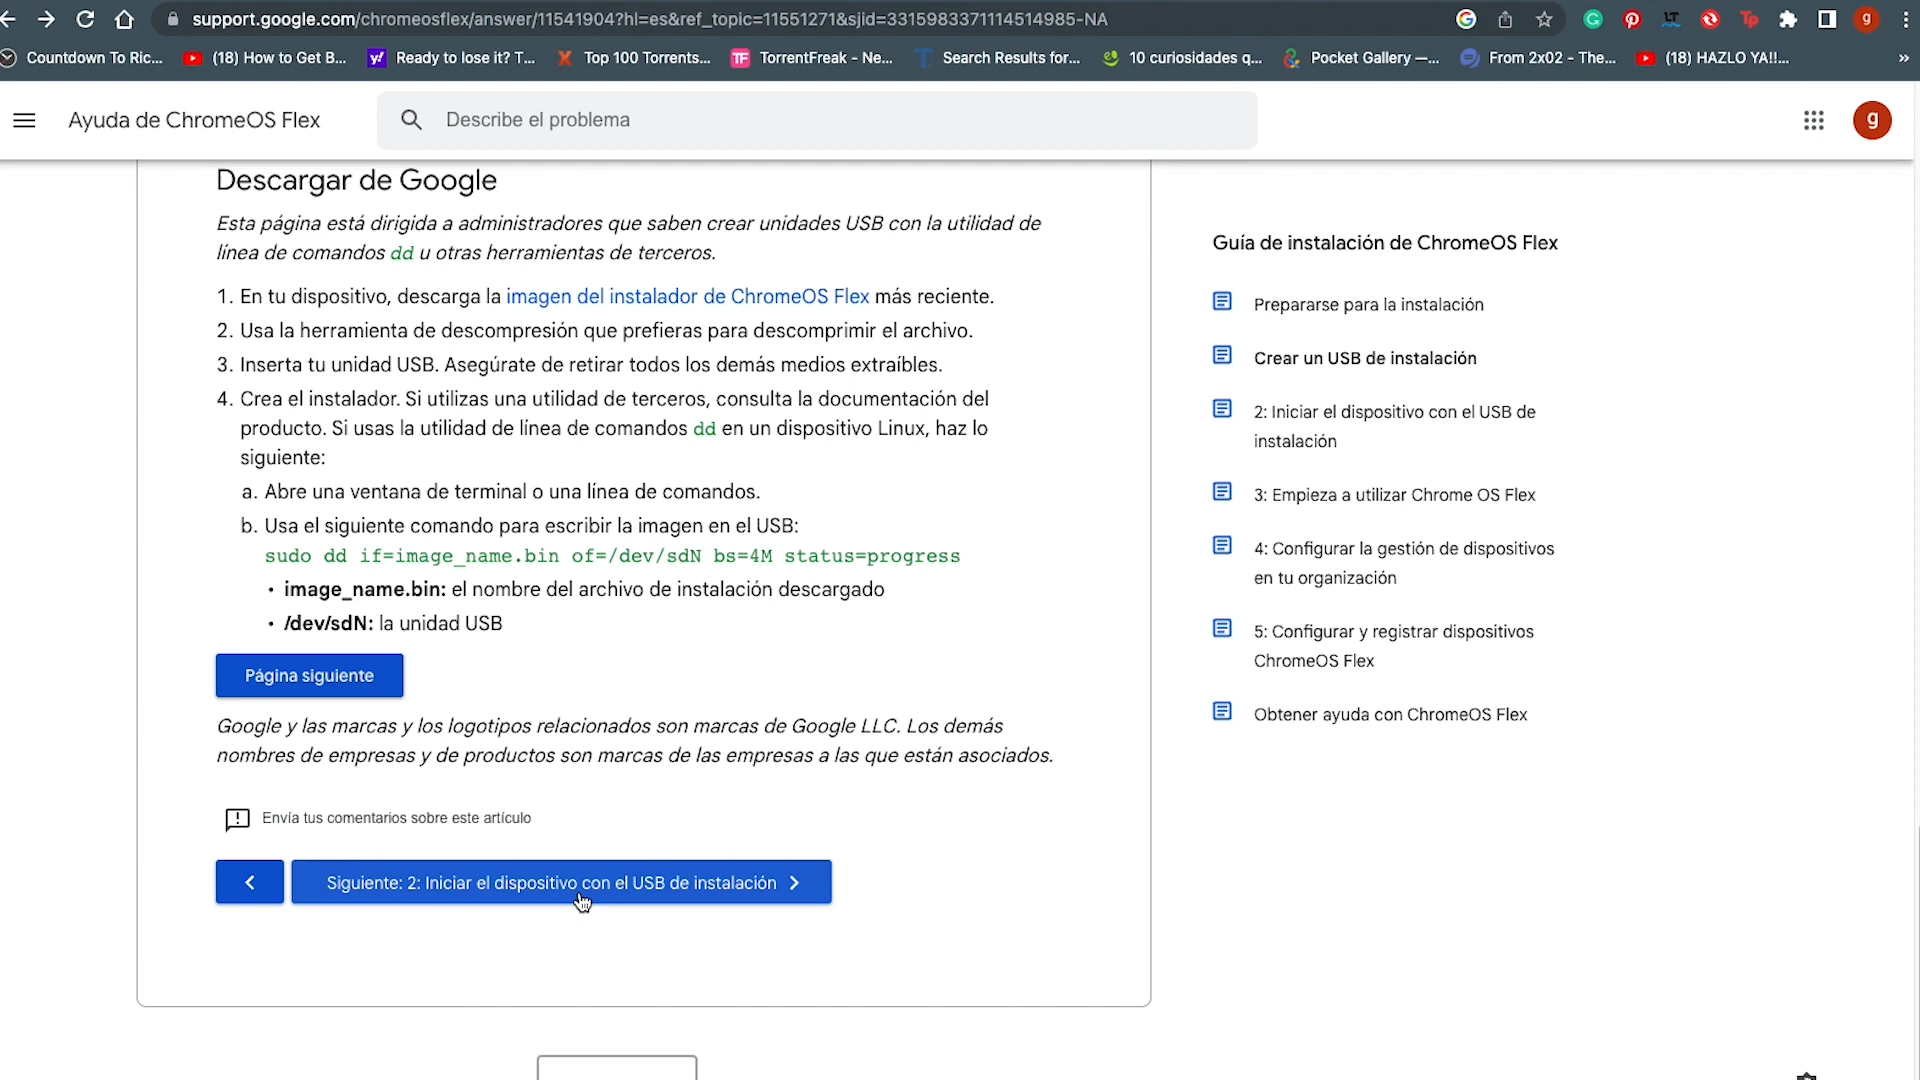 support.google.com/chromeosflex/answer/11541904?hl=es&ref_topic=11551271&sjid=3315983371114514985-NA
Countdown To Ric...
(18) How to Get B...
Ready to lose it? T...
Top 100 Torrents...
TorrentFreak - Ne...
Search Results for...
10 curiosidades q...
Pocket Gallery —...
From 2x02 - The...
(18) HAZLO YA!!...
Ayuda de ChromeOS Flex
Describe el problema
g
Descargar de Google
Esta página está dirigida a administradores que saben crear unidades USB con la utilidad de
línea de comandos dd u otras herramientas de terceros.
1. En tu dispositivo, descarga la imagen del instalador de ChromeOS Flex más reciente.
2. Usa la herramienta de descompresión que prefieras para descomprimir el archivo.
3. Inserta tu unidad USB. Asegúrate de retirar todos los demás medios extraíbles.
4. Crea el instalador. Si utilizas una utilidad de terceros, consulta la documentación del
producto. Si usas la utilidad de línea de comandos dd en un dispositivo Linux, haz lo
siguiente:
a. Abre una ventana de terminal o una línea de comandos.
b. Usa el siguiente comando para escribir la imagen en el USB:
sudo dd if=image_name.bin of=/dev/sdN bs=4M status=progress
• image_name.bin: el nombre del archivo de instalación descargado
• /dev/sdN: la unidad USB
Página siguiente
Google y las marcas y los logotipos relacionados son marcas de Google LLC. Los demás
nombres de empresas y de productos son marcas de las empresas a las que están asociados.
Envía tus comentarios sobre este artículo
Siguiente: 2: Iniciar el dispositivo con el USB de instalación
Guía de instalación de ChromeOS Flex
Prepararse para la instalación
Crear un USB de instalación
2: Iniciar el dispositivo con el USB de
instalación
3: Empieza a utilizar Chrome OS Flex
4: Configurar la gestión de dispositivos
en tu organización
5: Configurar y registrar dispositivos
ChromeOS Flex
Obtener ayuda con ChromeOS Flex